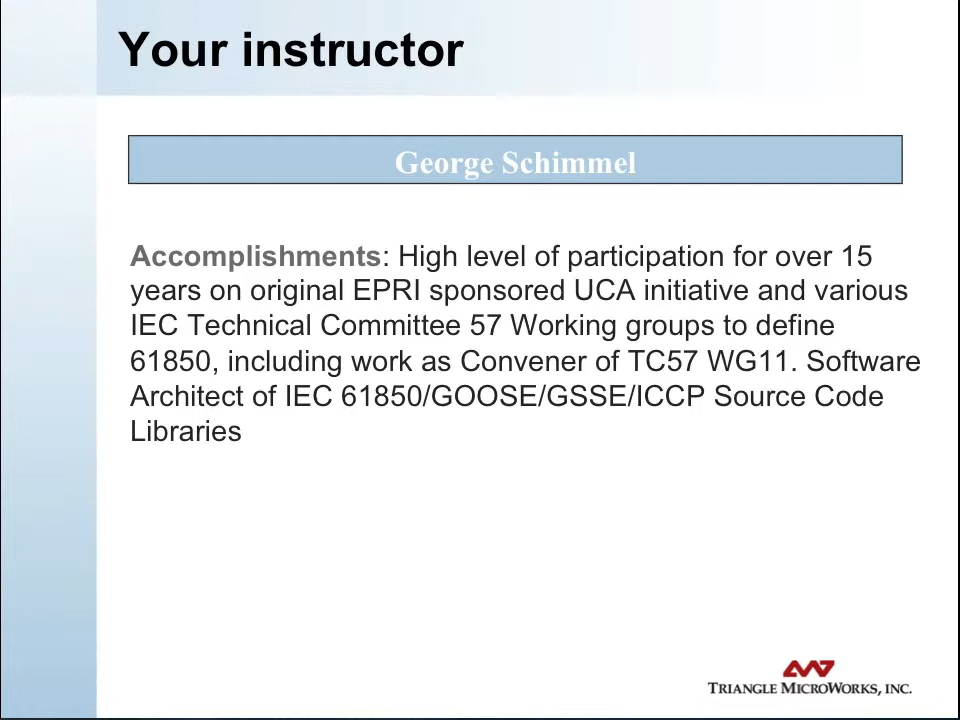 Your instructor
George Schimmel
Accomplishments: High level of participation for over 15
years on original EPRI sponsored UCA initiative and various
IEC Technical Committee 57 Working groups to define
61850, including work as Convener of TC57 WG11. Software
Architect of IEC 61850/GOOSE/GSSE/ICCP Source Code
Libraries
TRIANGLE MICROWORKS, INC.